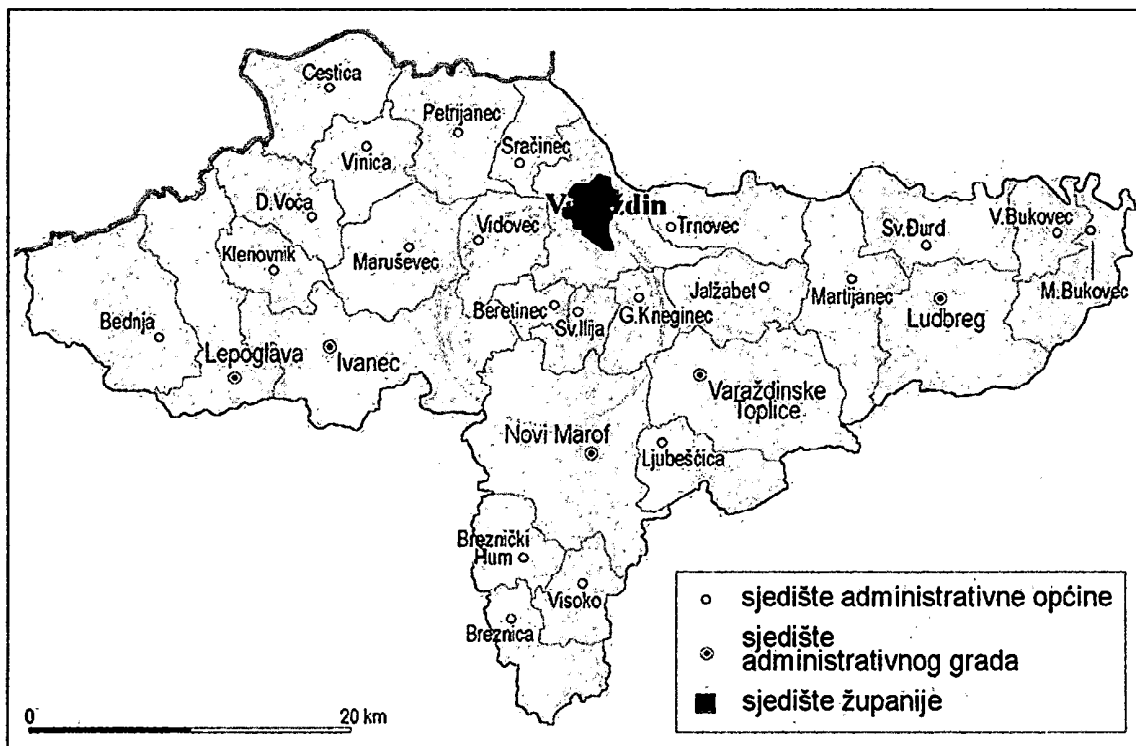 Cestica
Petrijanec
Sračinec
Vinica
D.Voća
Varaždin
Trnovec
Vidovec
Sv.Đurd
V.Bukovec
Klenovnik
Maruševec
Jalžabet
Martijanec
M.Bukovec
Beretinec
Sv.Ilija
G.Kneginec
Ludbreg
Bednja
Lepoglava
Ivanec
Varaždinske
Toplice
Novi Marof
Ljubešćica
Breznički
Hum
Visoko
Breznica
sjedište administrativne općine
sjedište
administrativnog grada
sjedište županije
0 20 km